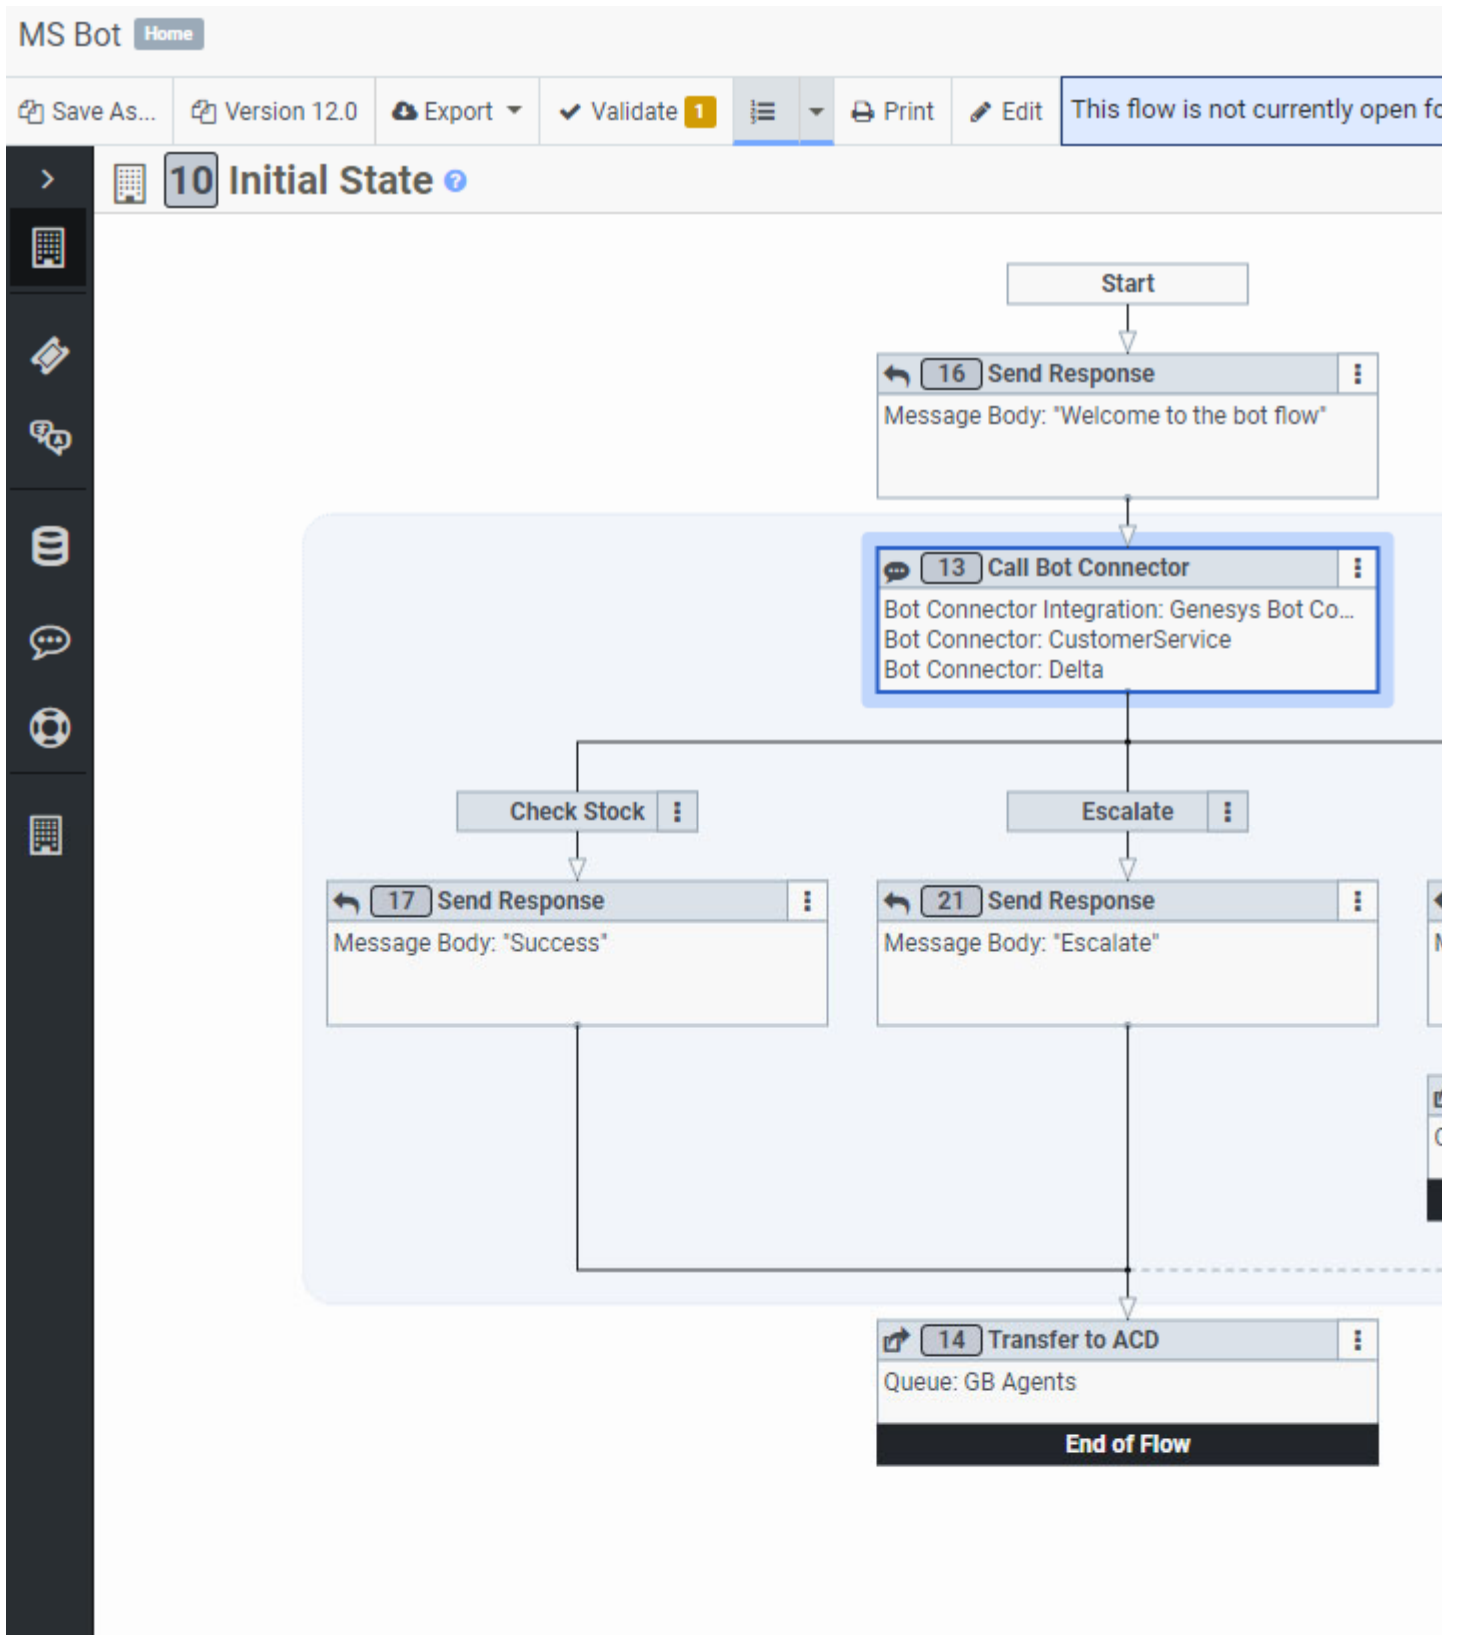 MS Bot Home
Save As... Version 12.0 Export Validate 1 Print Edit This flow is not currently open
10 Initial State
Start
16 Send Response
Message Body: "Welcome to the bot flow"
13 Call Bot Connector
Bot Connector Integration: Genesys Bot Co...
Bot Connector: CustomerService
Bot Connector: Delta
Check Stock Escalate
17 Send Response 21 Send Response
Message Body: "Success" Message Body: "Escalate"
14 Transfer to ACD
Queue: GB Agents
End of Flow